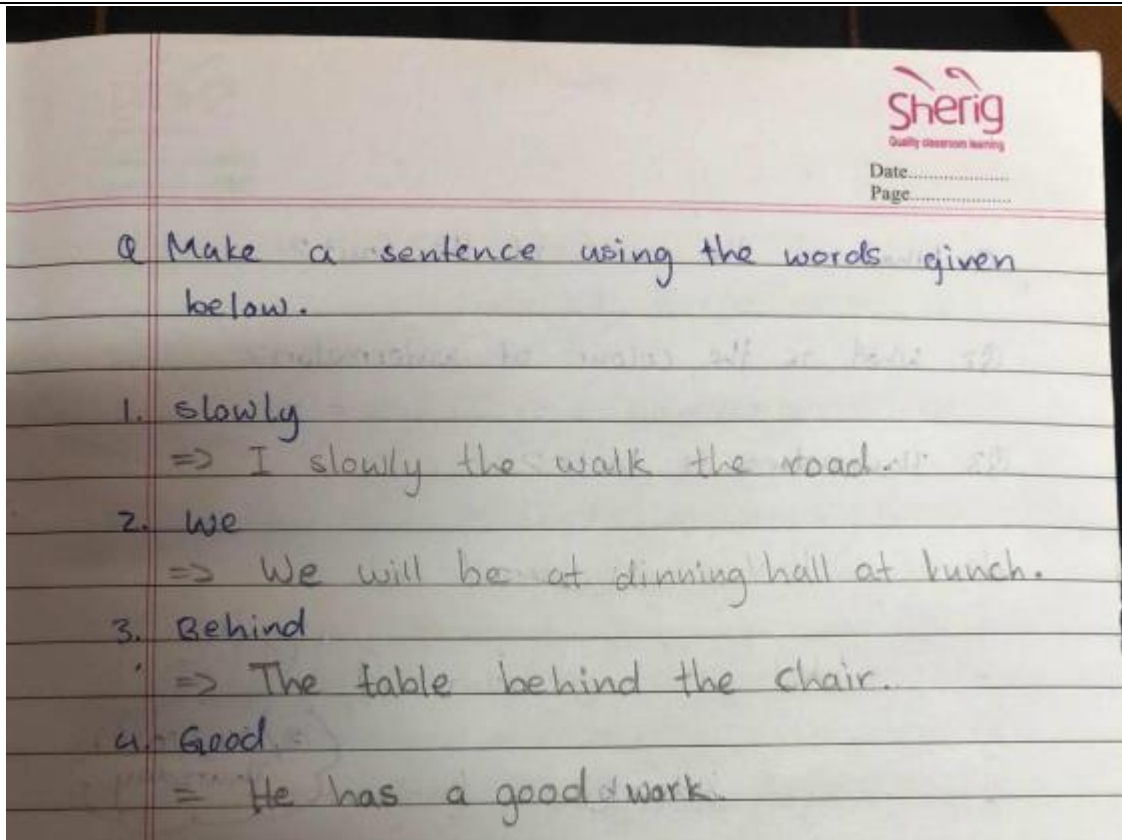 Sherig
Quality classroom learning
Date....................
Page....................
Q Make a sentence using the words given
below.
1. slowly
=> I slowly the walk the road.
2. We
=> We will be at dinning hall at lunch.
3. Behind
=> The table behind the chair.
4. Good
= He has a good work.